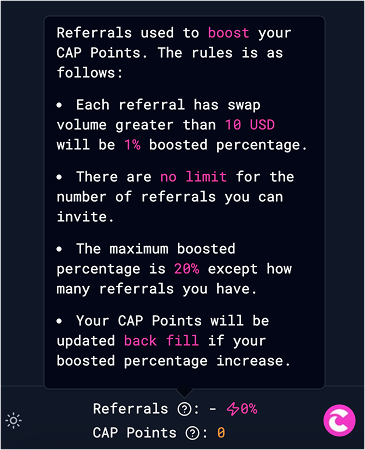 Referrals used to boost your
CAP Points. The rules is as
follows:
• Each referral has swap
volume greater than 10 USD
will be 1% boosted percentage.
• There are no limit for the
number of referrals you can
invite.
• The maximum boosted
percentage is 20% except how
many referrals you have.
• Your CAP Points will be
updated back fill if your
boosted percentage increase.
Referrals ?: - 0%
CAP Points ?: 0